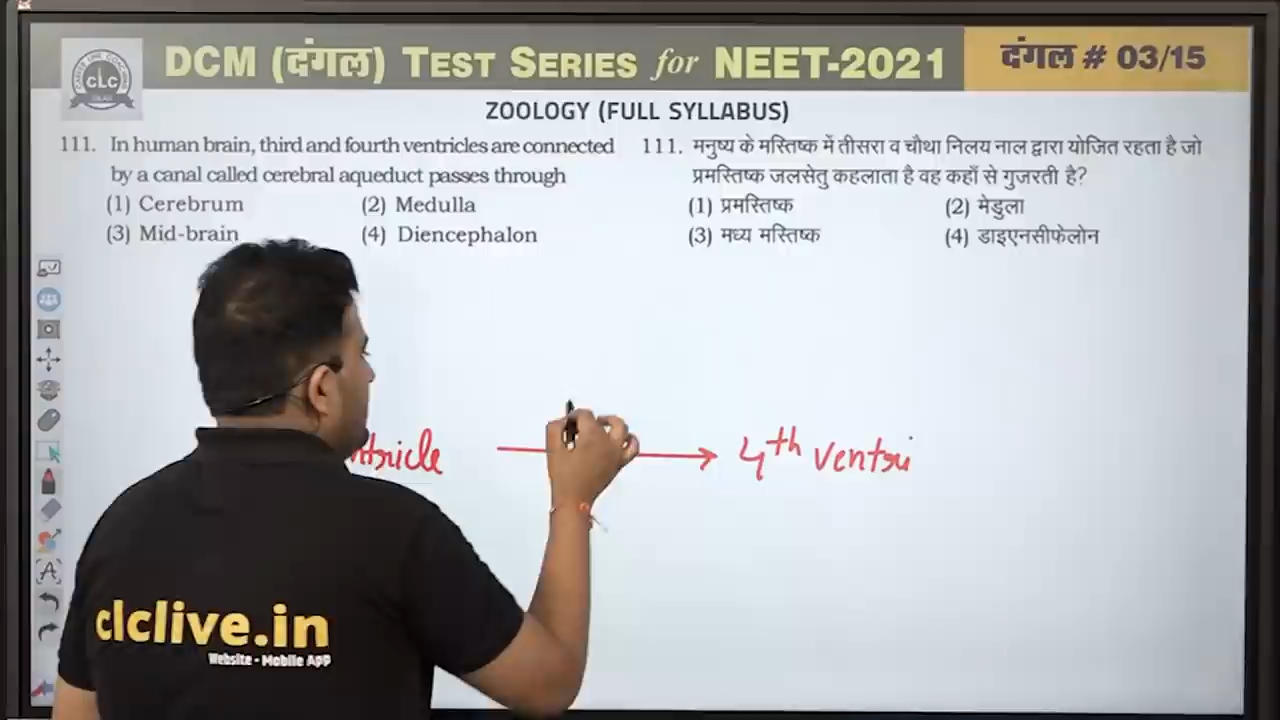 DCM (दंगल) TEST SERIES for NEET-2021
दंगल # 03/15
CLC
ZOOLOGY (FULL SYLLABUS)
111. In human brain, third and fourth ventricles are connected
by a canal called cerebral aqueduct passes through
(1) Cerebrum (2) Medulla
(3) Mid-brain (4) Diencephalon
111. मनुष्य के मस्तिष्क में तीसरा व चौथा निलय नाल द्वारा योजित रहता है जो
प्रमस्तिष्क जलसेतु कहलाता है वह कहाँ से गुजरती है?
(1) प्रमस्तिष्क (2) मेडुला
(3) मध्य मस्तिष्क (4) डाइएनसीफेलोन
ntricle → 4th ventri
clclive.in
Website - Mobile App